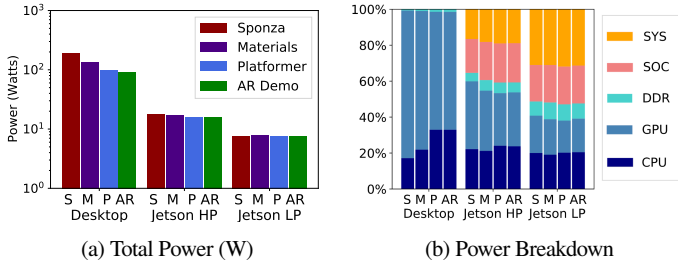 10³
10²
10¹
10⁰
Power (Watts)
Sponza
Materials
Platformer
AR Demo
S M P AR S M P AR S M P AR
Desktop Jetson HP Jetson LP
(a) Total Power (W)
100%
80%
60%
40%
20%
0%
SYS
SOC
DDR
GPU
CPU
S M P AR S M P AR S M P AR
Desktop Jetson HP Jetson LP
(b) Power Breakdown